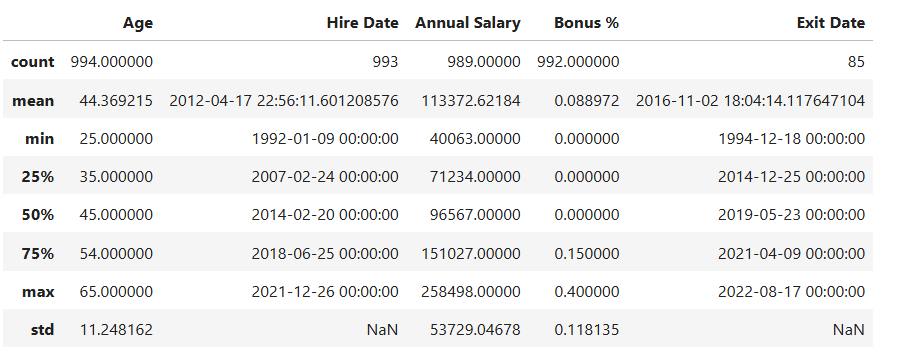 Age Hire Date Annual Salary Bonus % Exit Date
count 994.000000 993 989.00000 992.000000 85
mean 44.369215 2012-04-17 22:56:11.601208576 113372.62184 0.088972 2016-11-02 18:04:14.117647104
min 25.000000 1992-01-09 00:00:00 40063.00000 0.000000 1994-12-18 00:00:00
25% 35.000000 2007-02-24 00:00:00 71234.00000 0.000000 2014-12-25 00:00:00
50% 45.000000 2014-02-20 00:00:00 96567.00000 0.000000 2019-05-23 00:00:00
75% 54.000000 2018-06-25 00:00:00 151027.00000 0.150000 2021-04-09 00:00:00
max 65.000000 2021-12-26 00:00:00 258498.00000 0.400000 2022-08-17 00:00:00
std 11.248162 NaN 53729.04678 0.118135 NaN